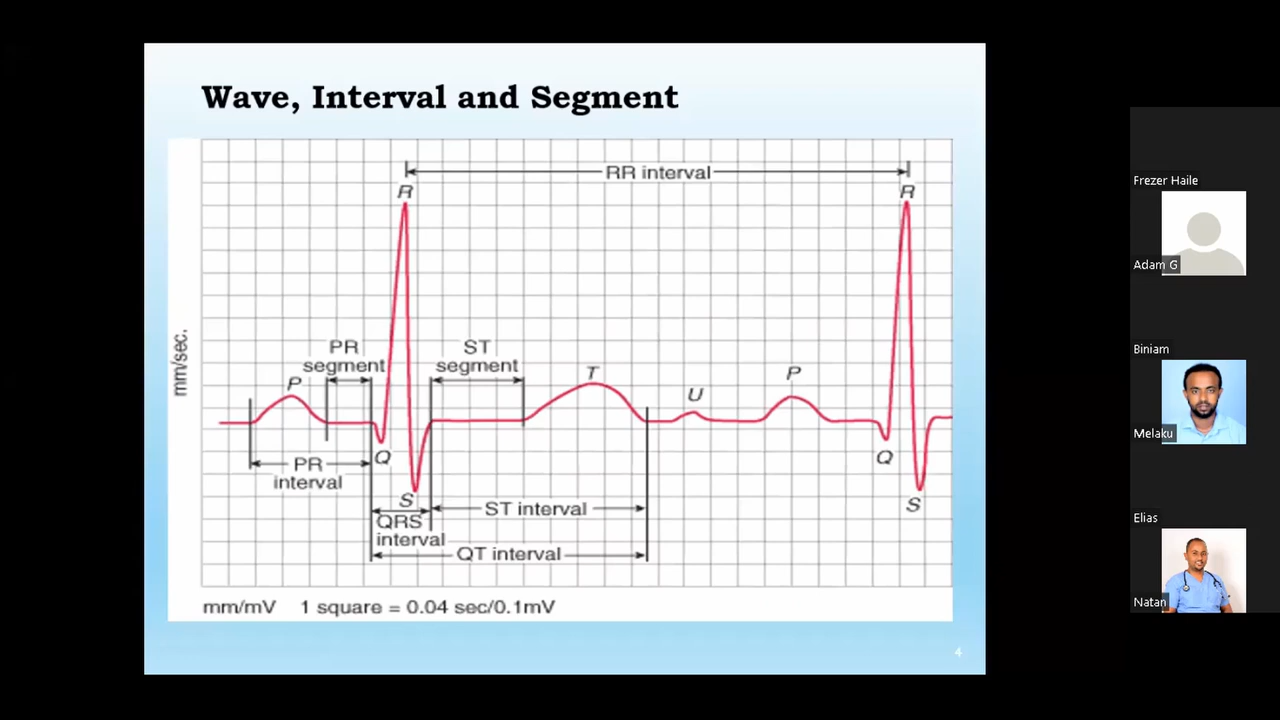 Wave, Interval and Segment
RR interval
R
R
mm/sec.
PR
segment
ST
segment
P
T
U
P
Q
Q
PR
interval
S
S
QRS
interval
ST interval
QT interval
mm/mV 1 square = 0.04 sec/0.1mV
4
Frezer Haile
Adam G
Biniam
Melaku
Elias
Natan